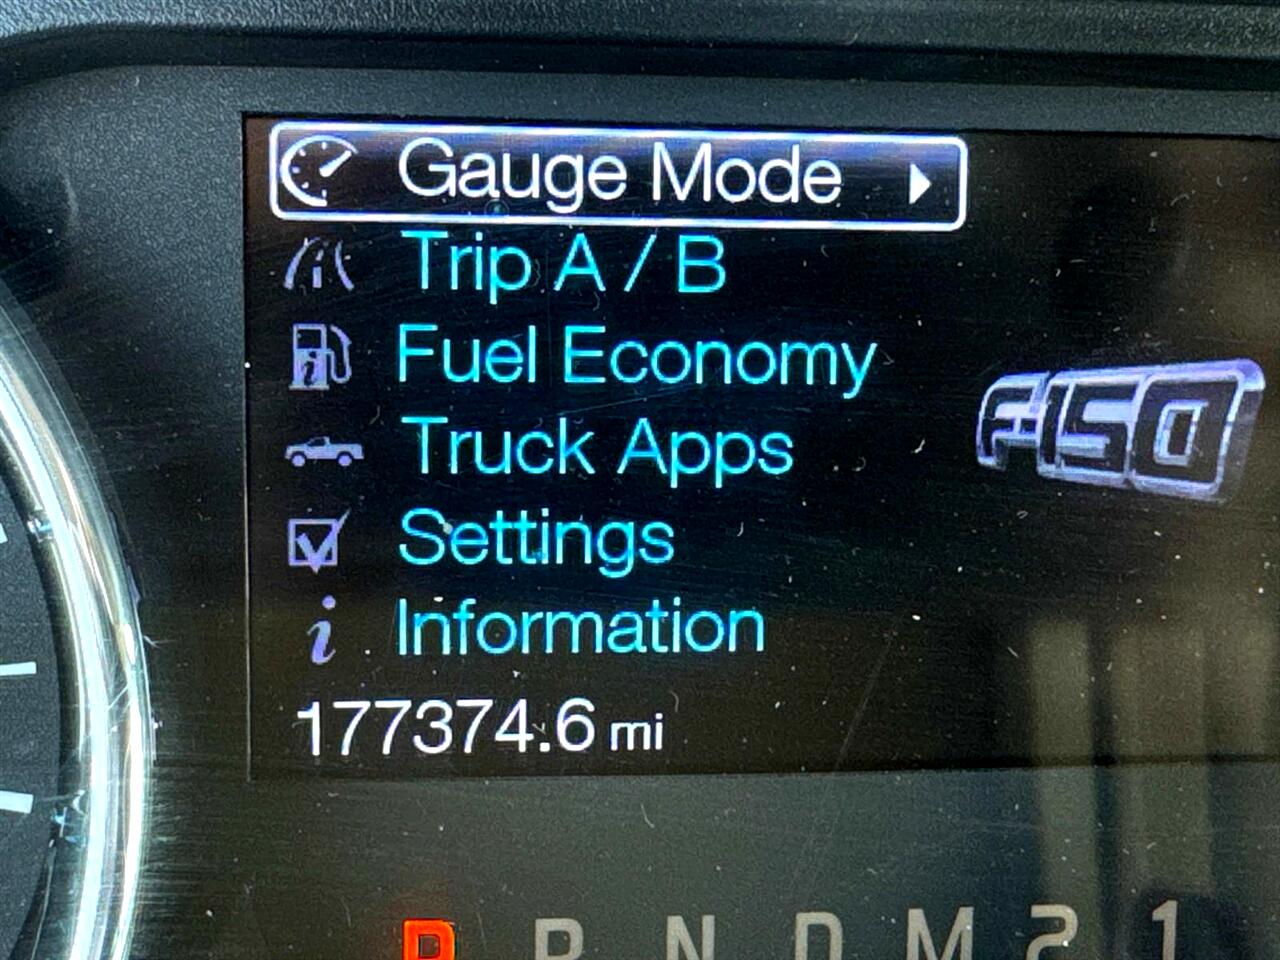 Gauge Mode
Trip A / B
Fuel Economy
Truck Apps
F-150
Settings
Information
177374.6 mi
P R N D M 2 1